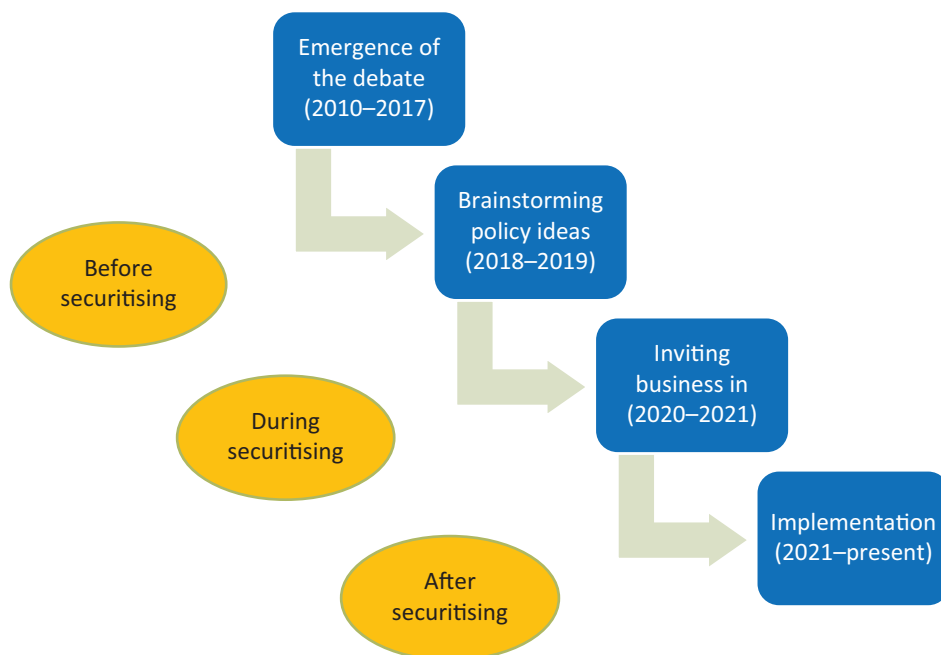 Emergence of
the debate
(2010–2017)
Brainstorming
policy ideas
(2018–2019)
Before
securitising
Inviting
business in
(2020–2021)
During
securitising
Implementation
(2021–present)
After
securitising